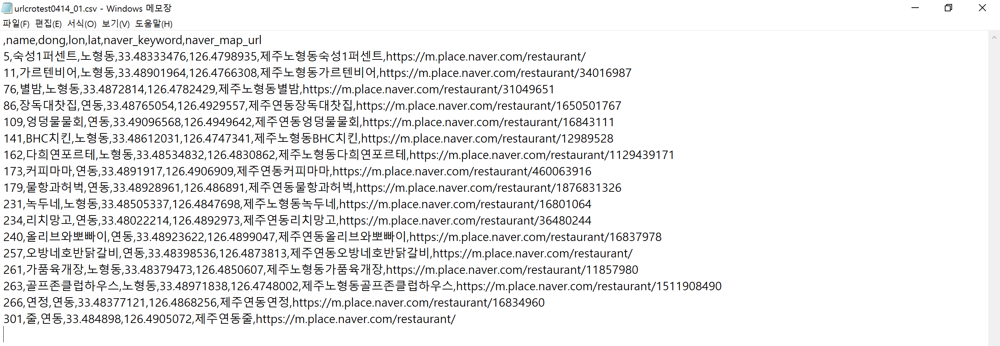 urlcrotest0414_01.csv - Windows 메모장
파일(F) 편집(E) 서식(O) 보기(V) 도움말(H)
,name,dong,lon,lat,naver_keyword,naver_map_url
5,숙성1퍼센트,노형동,33.48333476,126.4798935,제주노형동숙성1퍼센트,https://m.place.naver.com/restaurant/
11,가르텐비어,노형동,33.48901964,126.4766308,제주노형동가르텐비어,https://m.place.naver.com/restaurant/34016987
76,별밤,노형동,33.4872814,126.4782429,제주노형동별밤,https://m.place.naver.com/restaurant/31049651
86,장독대찻집,연동,33.48765054,126.4929557,제주연동장독대찻집,https://m.place.naver.com/restaurant/1650501767
109,엉덩물물회,연동,33.49096568,126.4949642,제주연동엉덩물물회,https://m.place.naver.com/restaurant/16843111
141,BHC치킨,노형동,33.48612031,126.4747341,제주노형동BHC치킨,https://m.place.naver.com/restaurant/12989528
162,다희연포르테,노형동,33.48534832,126.4830862,제주노형동다희연포르테,https://m.place.naver.com/restaurant/1129439171
173,커피마마,연동,33.4891917,126.4906909,제주연동커피마마,https://m.place.naver.com/restaurant/460063916
179,물항과허벅,연동,33.48928961,126.486891,제주연동물항과허벅,https://m.place.naver.com/restaurant/1876831326
231,녹두네,노형동,33.48505337,126.4847698,제주노형동녹두네,https://m.place.naver.com/restaurant/16801064
234,리치망고,연동,33.48022214,126.4892973,제주연동리치망고,https://m.place.naver.com/restaurant/36480244
240,올리브와뽀빠이,연동,33.48923622,126.4899047,제주연동올리브와뽀빠이,https://m.place.naver.com/restaurant/16837978
257,오방네호반닭갈비,연동,33.48398536,126.4873813,제주연동오방네호반닭갈비,https://m.place.naver.com/restaurant/
261,가품육개장,노형동,33.48379473,126.4850607,제주노형동가품육개장,https://m.place.naver.com/restaurant/11857980
263,골프존클럽하우스,노형동,33.48971838,126.4748002,제주노형동골프존클럽하우스,https://m.place.naver.com/restaurant/1511908490
266,연정,연동,33.48377121,126.4868256,제주연동연정,https://m.place.naver.com/restaurant/16834960
301,줄,연동,33.484898,126.4905072,제주연동줄,https://m.place.naver.com/restaurant/